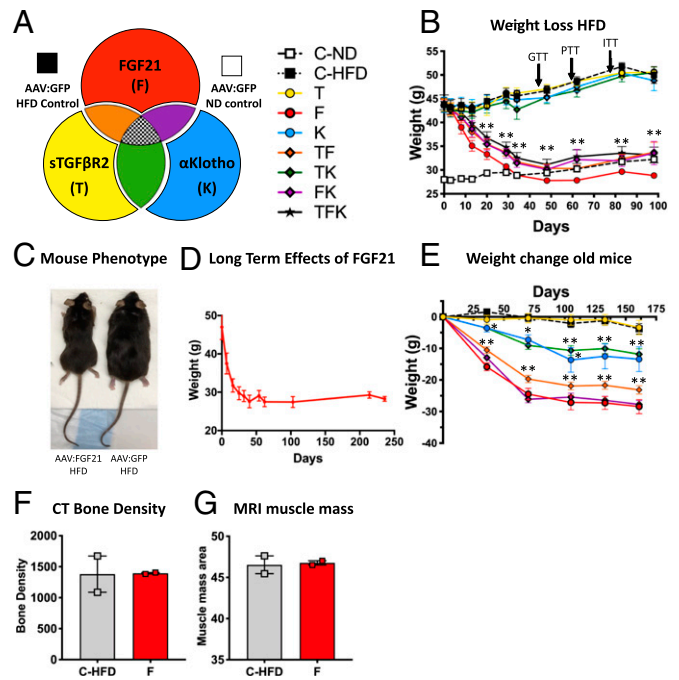 A
AAV:GFP
HFD Control
FGF21
(F)
AAV:GFP
ND control
sTGFβR2
(T)
αKlotho
(K)
C-ND
C-HFD
T
F
K
TF
TK
FK
TFK
B
Weight Loss HFD
Weight (g)
55
50
45
40
35
30
25
GTT
PTT
ITT
** ** ** ** ** ** **
0 10 20 30 40 50 60 70 80 90 100
Days
C Mouse Phenotype
AAV:FGF21
HFD
AAV:GFP
HFD
D Long Term Effects of FGF21
Weight (g)
50
40
30
20
0 50 100 150 200 250
Days
E
Weight change old mice
Days
25 50 75 100 125 150 175
Weight (g)
0
-10
-20
-30
-40
* * ** ** **
** *
** ** ** **
F CT Bone Density
Bone Density
2000
1500
1000
500
0
C-HFD F
G MRI muscle mass
Muscle mass area
50
45
40
35
C-HFD F